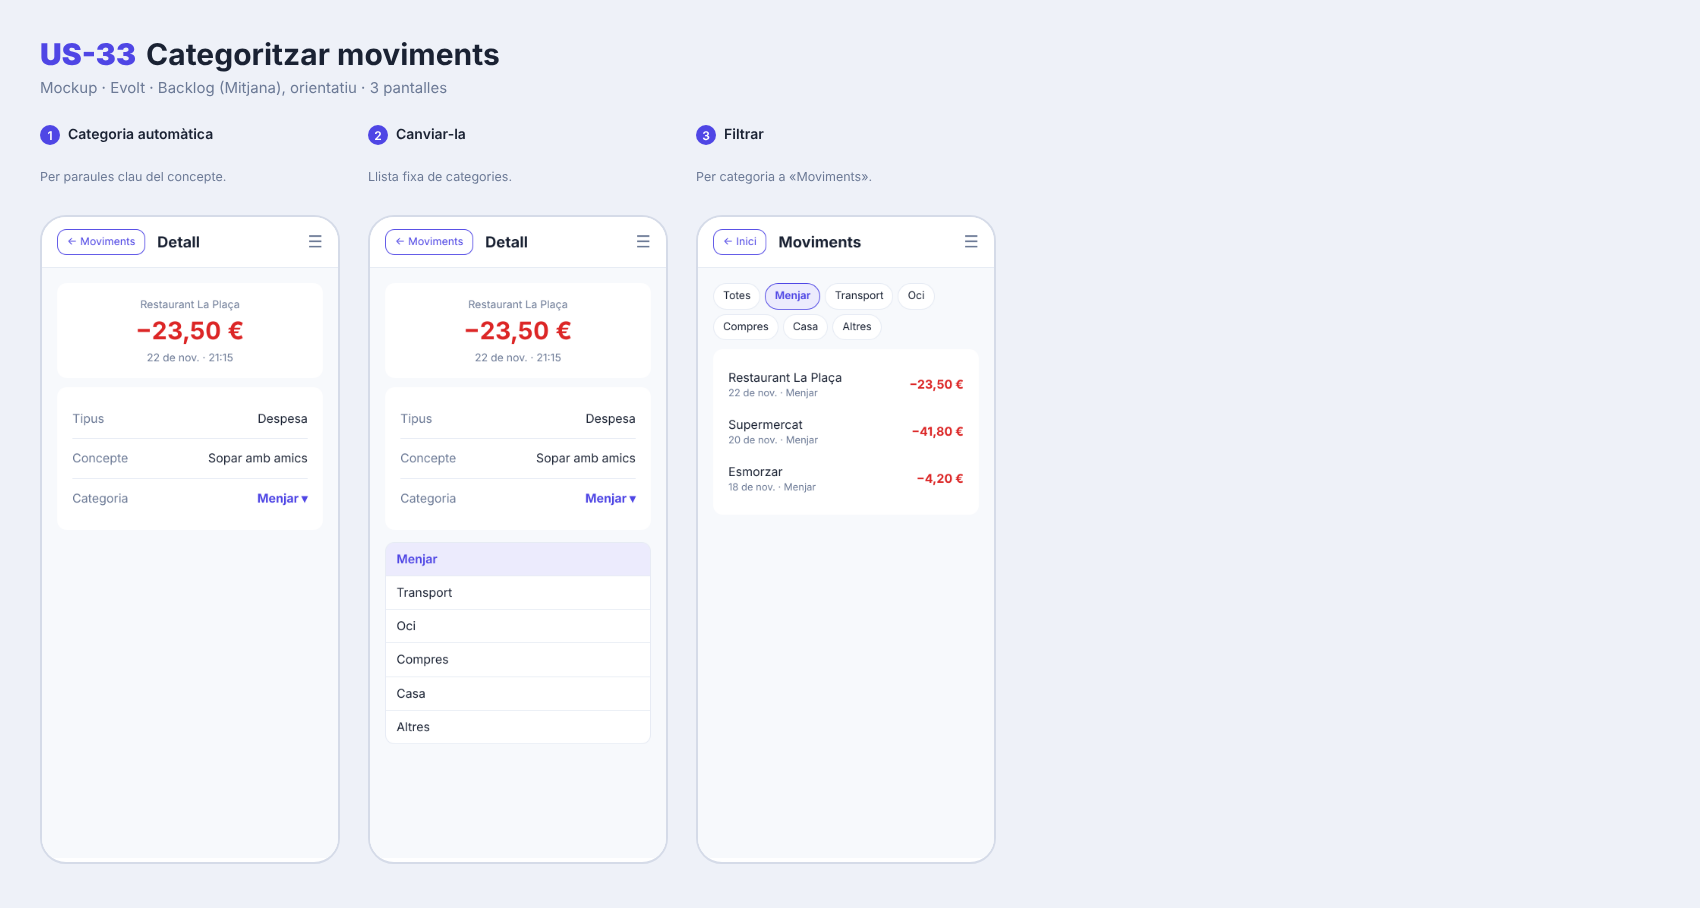 US-33 Categoritzar moviments
Mockup · Evolt · Backlog (Mitjana), orientatiu · 3 pantalles
1 Categoria automàtica
Per paraules clau del concepte.
← Moviments Detall ☰
Restaurant La Plaça
−23,50 €
22 de nov. · 21:15
Tipus Despesa
Concepte Sopar amb amics
Categoria Menjar ▾
2 Canviar-la
Llista fixa de categories.
← Moviments Detall ☰
Restaurant La Plaça
−23,50 €
22 de nov. · 21:15
Tipus Despesa
Concepte Sopar amb amics
Categoria Menjar ▾
Menjar
Transport
Oci
Compres
Casa
Altres
3 Filtrar
Per categoria a «Moviments».
← Inici Moviments ☰
Totes Menjar Transport Oci
Compres Casa Altres
Restaurant La Plaça −23,50 €
22 de nov. · Menjar
Supermercat −41,80 €
20 de nov. · Menjar
Esmorzar −4,20 €
18 de nov. · Menjar